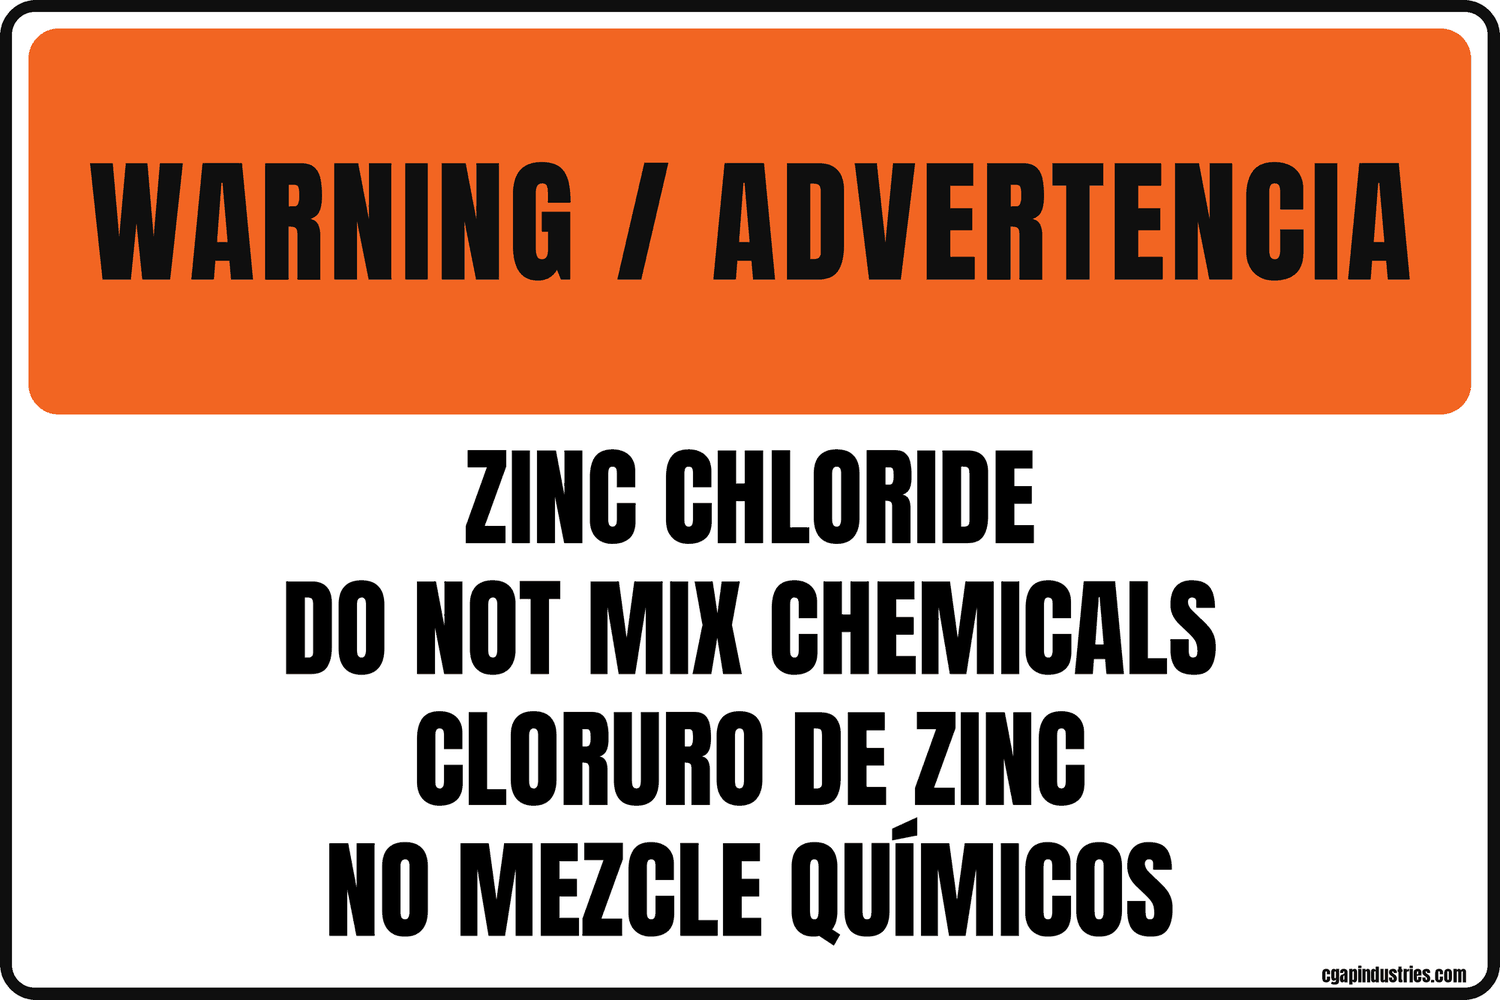 WARNING / ADVERTENCIA
ZINC CHLORIDE
DO NOT MIX CHEMICALS
CLORURO DE ZINC
NO MEZCLE QUÍMICOS
cgapindustries.com